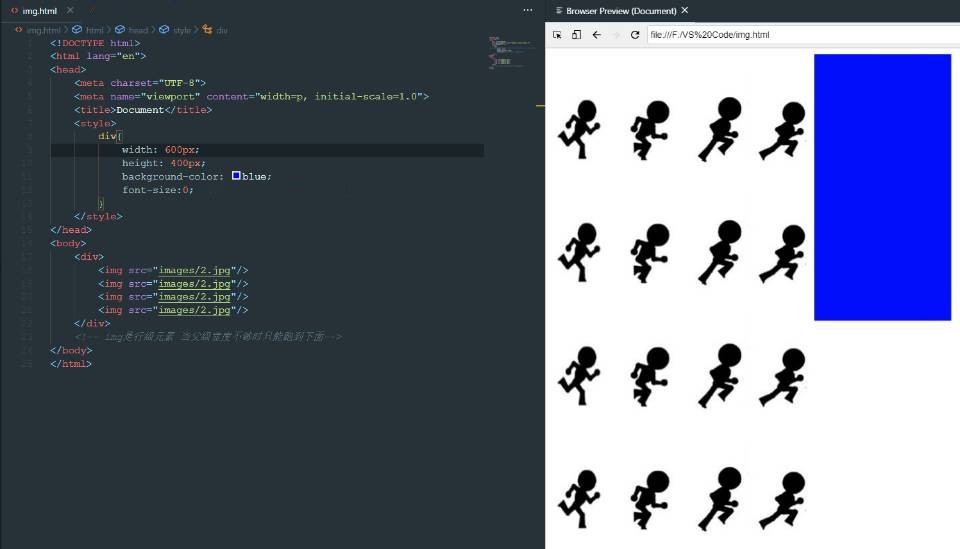 img.html ×
Browser Preview (Document) ×
img.html > html > head > style > div
file:///F:/VS%20Code/img.html
<!DOCTYPE html>
<html lang="en">
<head>
<meta charset="UTF-8">
<meta name="viewport" content="width=p, initial-scale=1.0">
<title>Document</title>
<style>
div{
width: 600px;
height: 400px;
background-color: blue;
font-size:0;
}
</style>
</head>
<body>
<div>
<img src="images/2.jpg"/>
<img src="images/2.jpg"/>
<img src="images/2.jpg"/>
<img src="images/2.jpg"/>
</div>
<!-- img是行级元素 当父级宽度不够时只能跑到下面-->
</body>
</html>